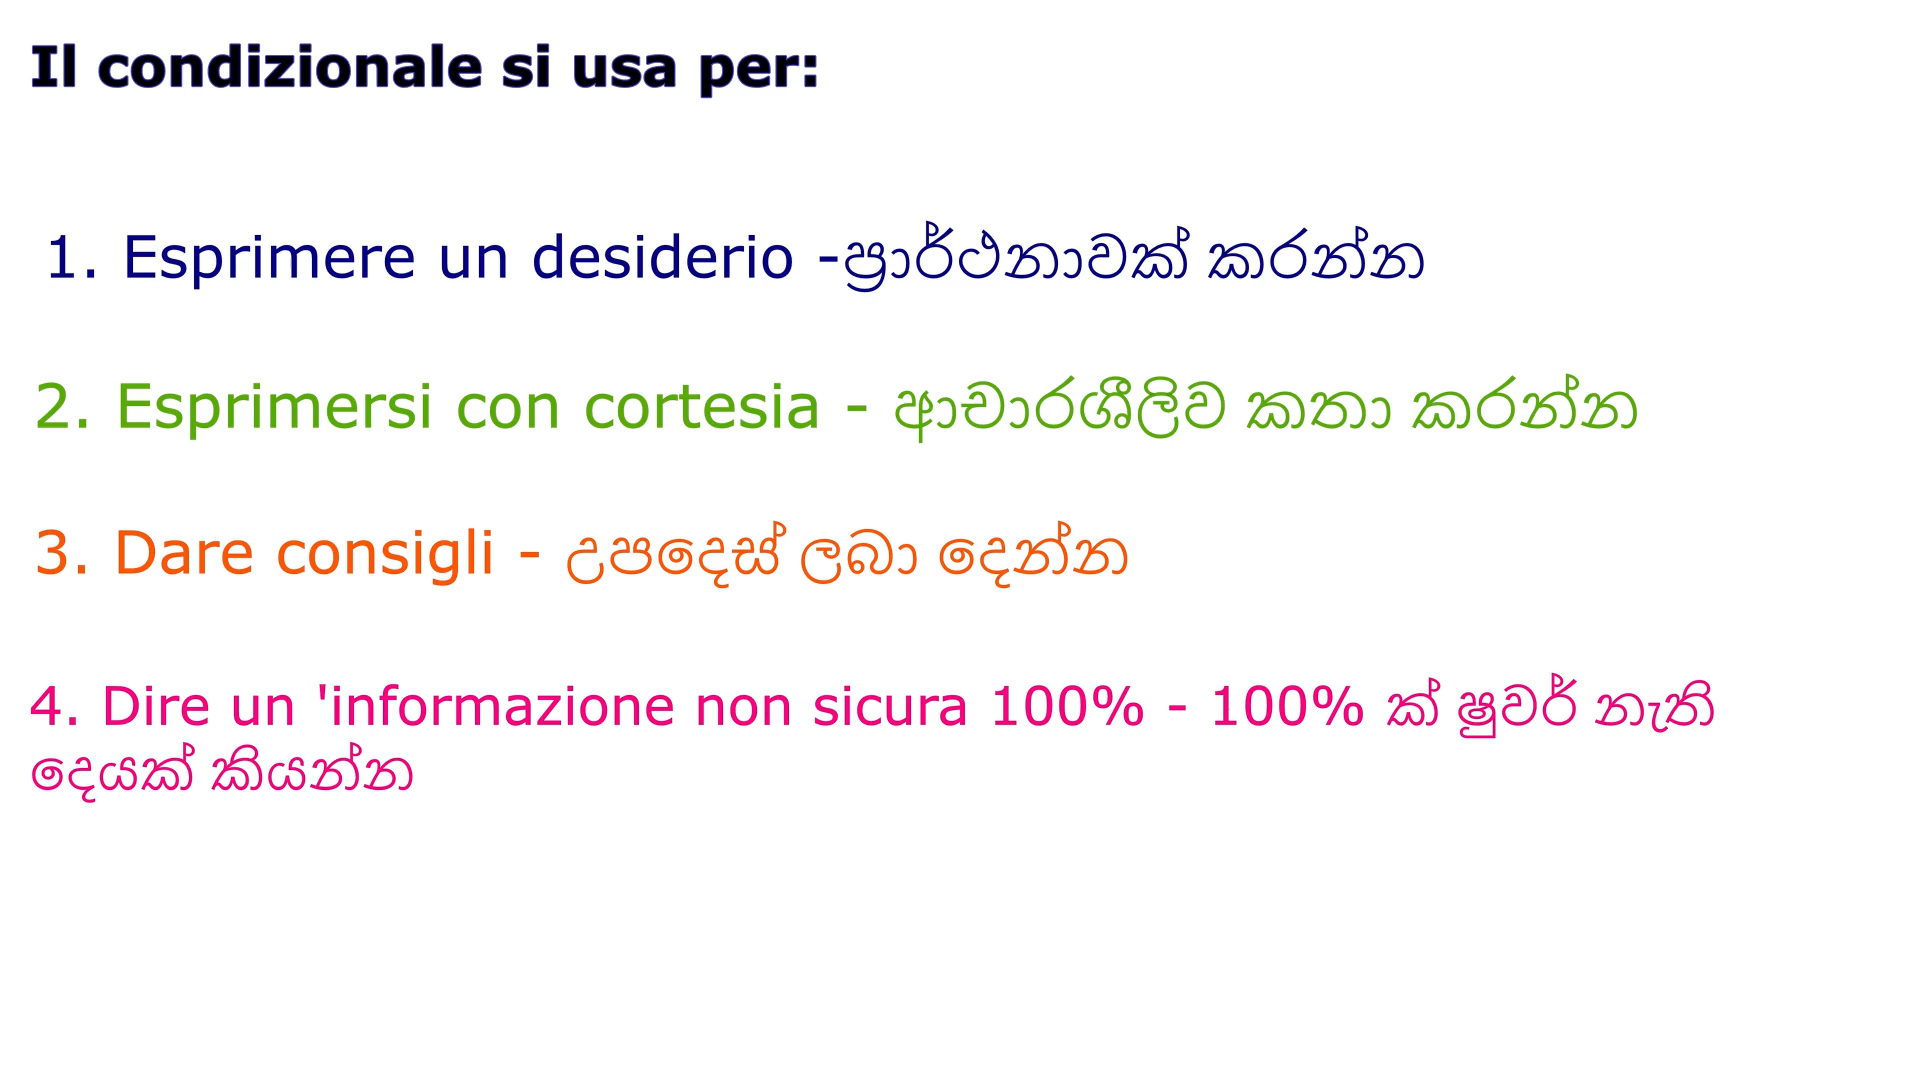 Il condizionale si usa per:
1. Esprimere un desiderio -ප්‍රාර්ථනාවක් කරන්න
2. Esprimersi con cortesia - ආචාරශීලිව කතා කරන්න
3. Dare consigli - උපදෙස් ලබා දෙන්න
4. Dire un 'informazione non sicura 100% - 100% ක් ෂුවර් නැති
දෙයක් කියන්න